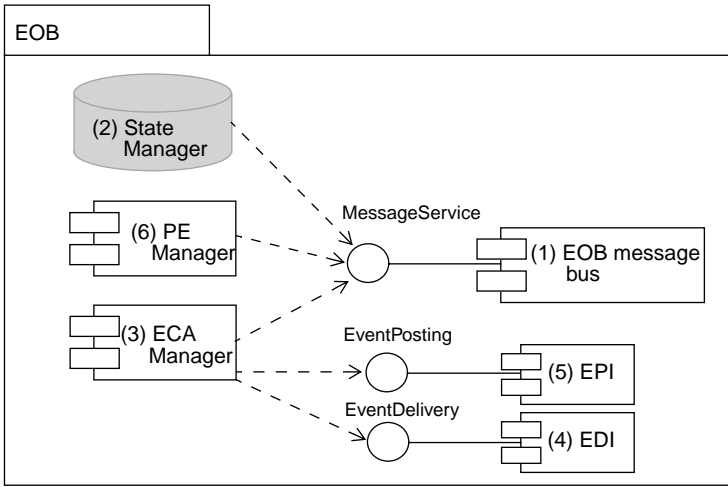 EOB
(2) State
Manager
MessageService
(6) PE
Manager
(1) EOB message
bus
(3) ECA
Manager
EventPosting
(5) EPI
EventDelivery
(4) EDI